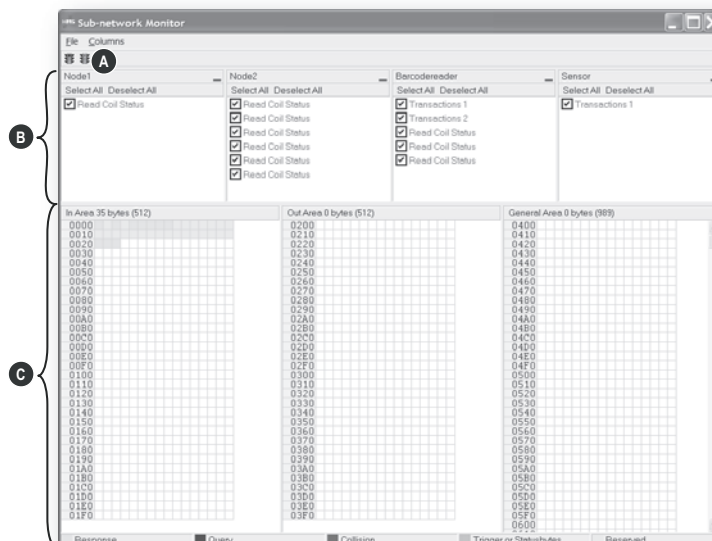 Sub-network Monitor
File Columns
A
Node1 Node2 Barcodereader Sensor
Select All Deselect All Select All Deselect All Select All Deselect All Select All Deselect All
Read Coil Status Read Coil Status Transactions 1 Transactions 1
Read Coil Status Transactions 2
B
Read Coil Status Read Coil Status
Read Coil Status Read Coil Status
Read Coil Status Read Coil Status
Read Coil Status
In Area 35 bytes (512) Out Area 0 bytes (512) General Area 0 bytes (989)
0000 0200 0400
0010 0210 0410
0020 0220 0420
0030 0230 0430
0040 0240 0440
0050 0250 0450
0060 0260 0460
0070 0270 0470
0080 0280 0480
0090 0290 0490
00A0 02A0 04A0
00B0 02B0 04B0
00C0 02C0 04C0
00D0 02D0 04D0
00E0 02E0 04E0
00F0 02F0 04F0
C
0100 0300 0500
0110 0310 0510
0120 0320 0520
0130 0330 0530
0140 0340 0540
0150 0350 0550
0160 0360 0560
0170 0370 0570
0180 0380 0580
0190 0390 0590
01A0 03A0 05A0
01B0 03B0 05B0
01C0 03C0 05C0
01D0 03D0 05D0
01E0 03E0 05E0
01F0 03F0 05F0
0600
Response Query Collision Trigger or Statusbytes Reserved